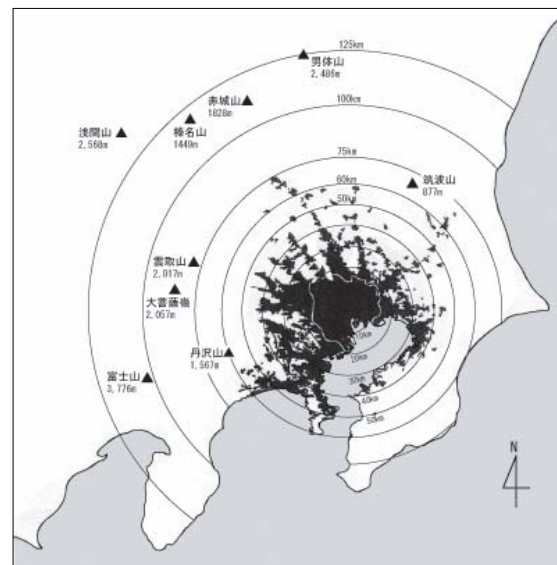 125km
男体山
2,486m
赤城山
1828m
100km
浅間山
2,568m
榛名山
1449m
75km
筑波山
877m
60km
50km
雲取山
2,017m
大菩薩嶺
2,057m
10km
20km
丹沢山
1,567m
30km
富士山
3,776m
40km
50km
N